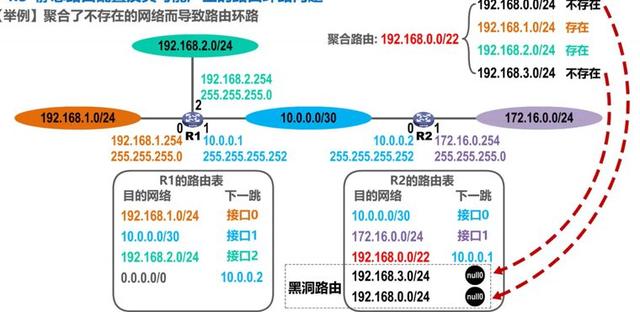 【举例】聚合了不存在的网络而导致路由环路
聚合路由: 192.168.0.0/22
192.168.0.0/24 不存在
192.168.1.0/24 存在
192.168.2.0/24 存在
192.168.3.0/24 不存在
192.168.2.0/24
192.168.2.254
255.255.255.0
2
192.168.1.0/24
0
1
R1
10.0.0.0/30
0
1
R2
172.16.0.0/24
192.168.1.254
255.255.255.0
10.0.0.1
255.255.255.252
10.0.0.2
255.255.255.252
172.16.0.254
255.255.255.0
R1的路由表
目的网络 下一跳
192.168.1.0/24 接口0
10.0.0.0/30 接口1
192.168.2.0/24 接口2
0.0.0.0/0 10.0.0.2
R2的路由表
目的网络 下一跳
10.0.0.0/30 接口0
172.16.0.0/24 接口1
192.168.0.0/22 10.0.0.1
黑洞路由
192.168.3.0/24 null0
192.168.0.0/24 null0